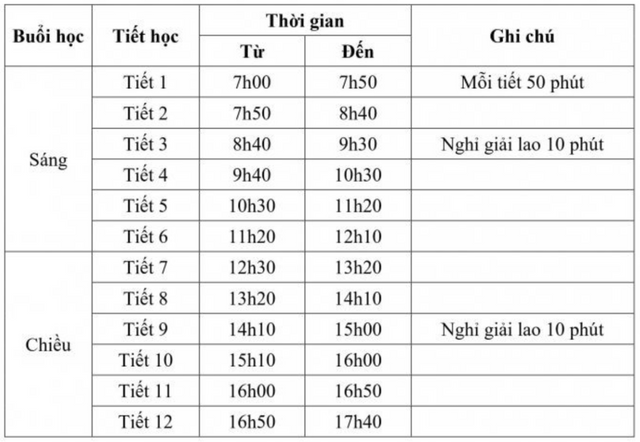 Buổi học Tiết học Thời gian Ghi chú
Từ Đến
Sáng Tiết 1 7h00 7h50 Mỗi tiết 50 phút
Tiết 2 7h50 8h40
Tiết 3 8h40 9h30 Nghỉ giải lao 10 phút
Tiết 4 9h40 10h30
Tiết 5 10h30 11h20
Tiết 6 11h20 12h10
Chiều Tiết 7 12h30 13h20
Tiết 8 13h20 14h10
Tiết 9 14h10 15h00 Nghỉ giải lao 10 phút
Tiết 10 15h10 16h00
Tiết 11 16h00 16h50
Tiết 12 16h50 17h40